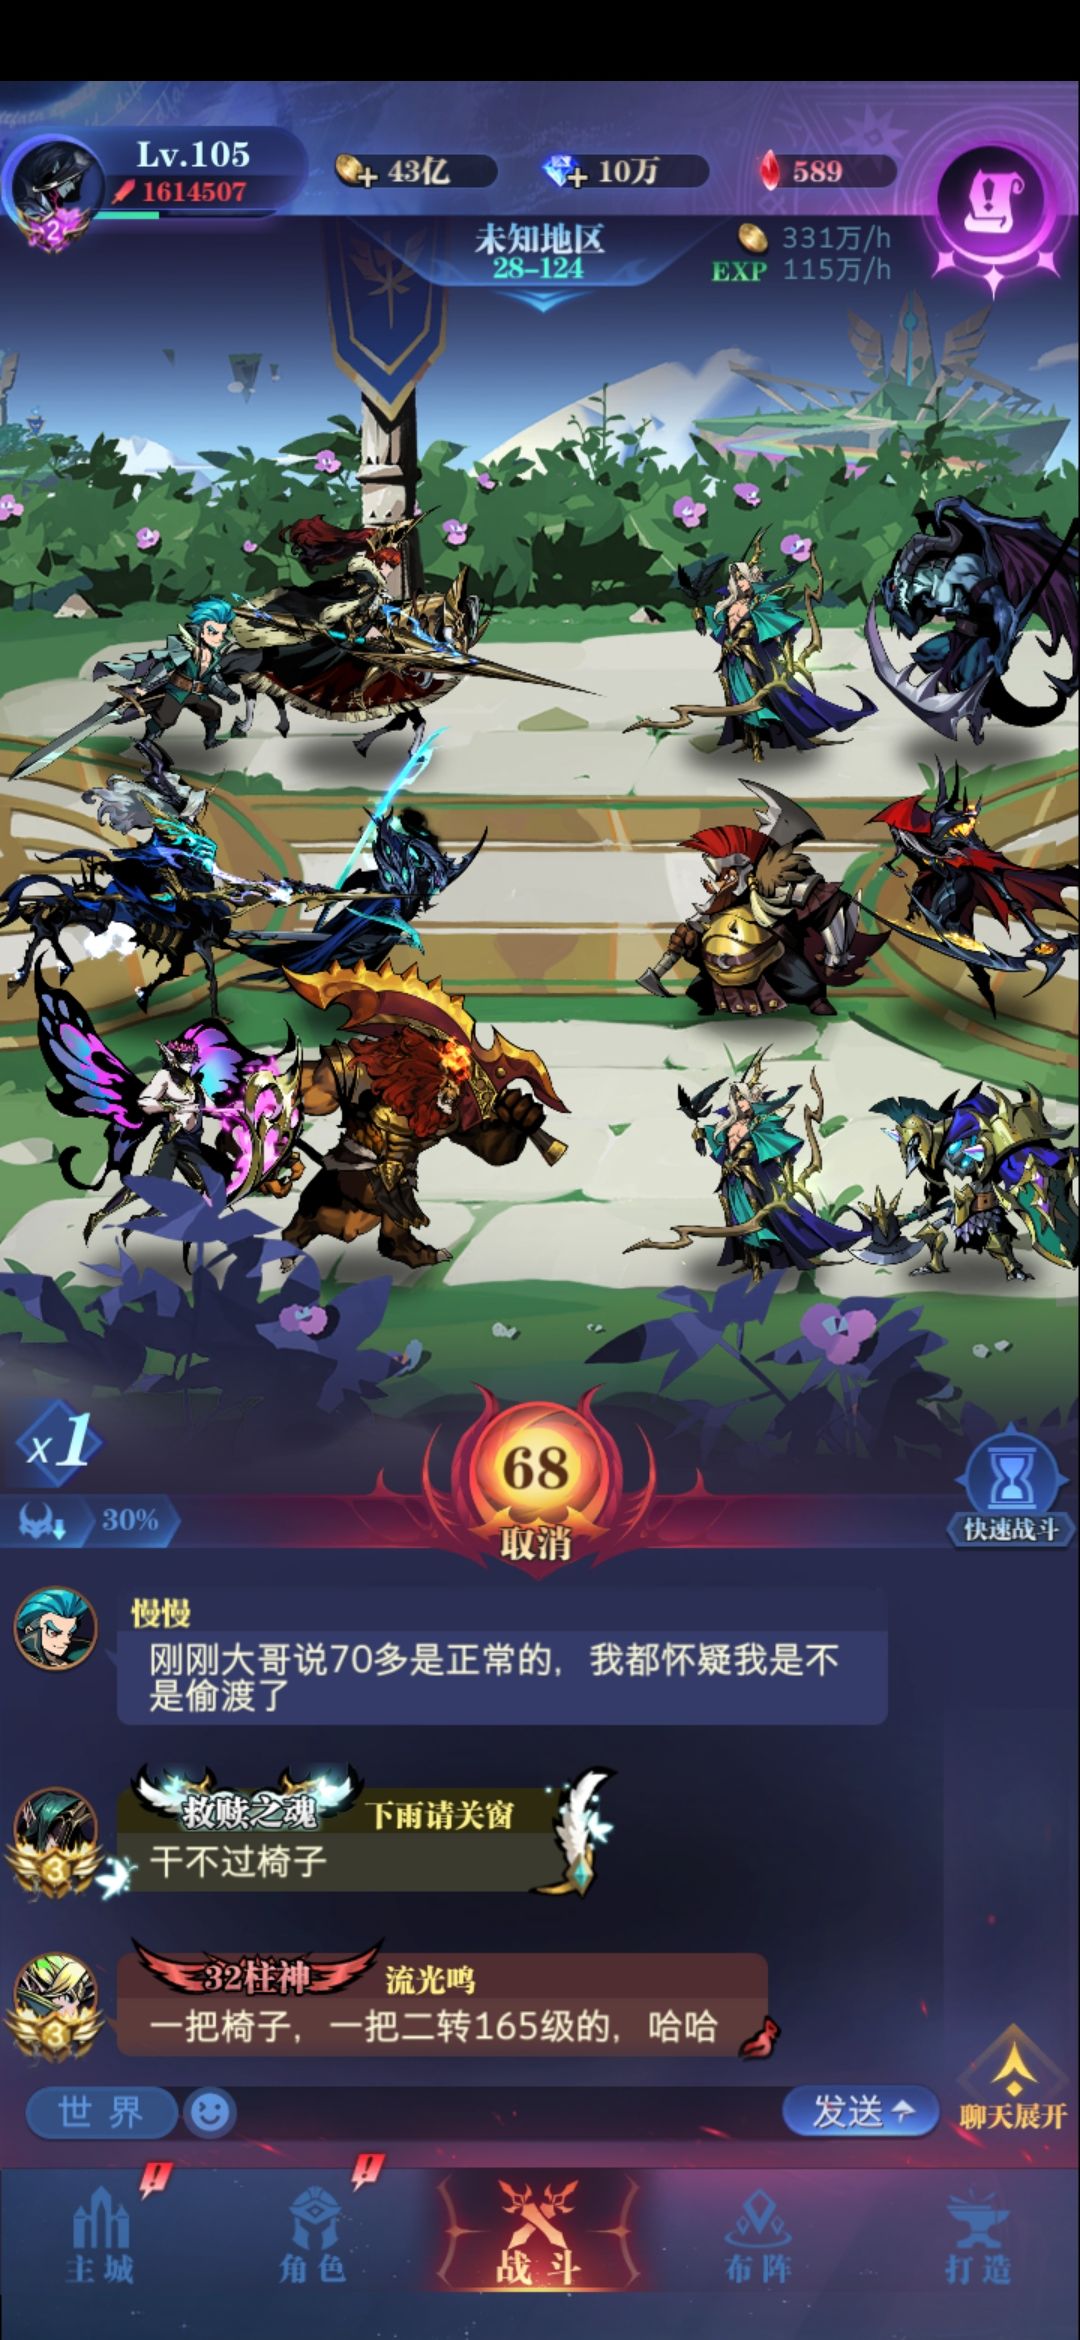 Lv.105
1614507
2
43亿
10万
589
未知地区
28-124
331万/h
EXP 115万/h
x1
30%
68
取消
快速战斗
慢慢
刚刚大哥说70多是正常的，我都怀疑我是不
是偷渡了
救赎之魂 下雨请关窗
3
干不过椅子
32柱神 流光鸣
3
一把椅子，一把二转165级的，哈哈
世界
发送
聊天展开
主城
角色
战斗
布阵
打造